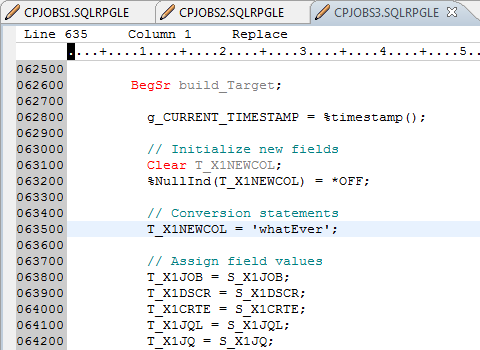 CPJOBS1.SQLRPGLE CPJOBS2.SQLRPGLE CPJOBS3.SQLRPGLE
Line 635 Column 1 Replace
....+....1....+....2....+....3....+....4....+....5..
062500
062600 BegSr build_Target;
062700
062800 g_CURRENT_TIMESTAMP = %timestamp();
062900
063000 // Initialize new fields
063100 Clear T_X1NEWCOL;
063200 %NullInd(T_X1NEWCOL) = *OFF;
063300
063400 // Conversion statements
063500 T_X1NEWCOL = 'whatEver';
063600
063700 // Assign field values
063800 T_X1JOB = S_X1JOB;
063900 T_X1DSCR = S_X1DSCR;
064000 T_X1CRTE = S_X1CRTE;
064100 T_X1JQL = S_X1JQL;
064200 T_X1JQ = S_X1JQ;